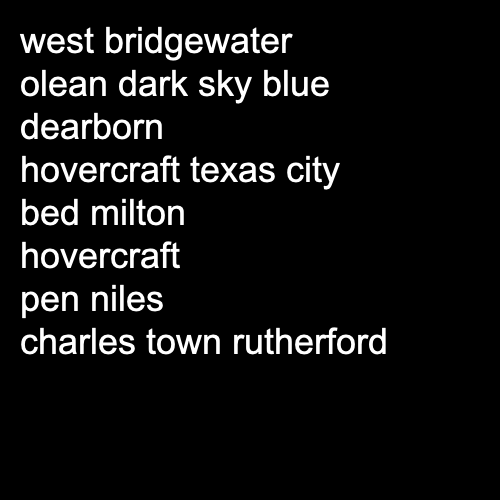 west bridgewater
olean dark sky blue
dearborn
hovercraft texas city
bed milton
hovercraft
pen niles
charles town rutherford